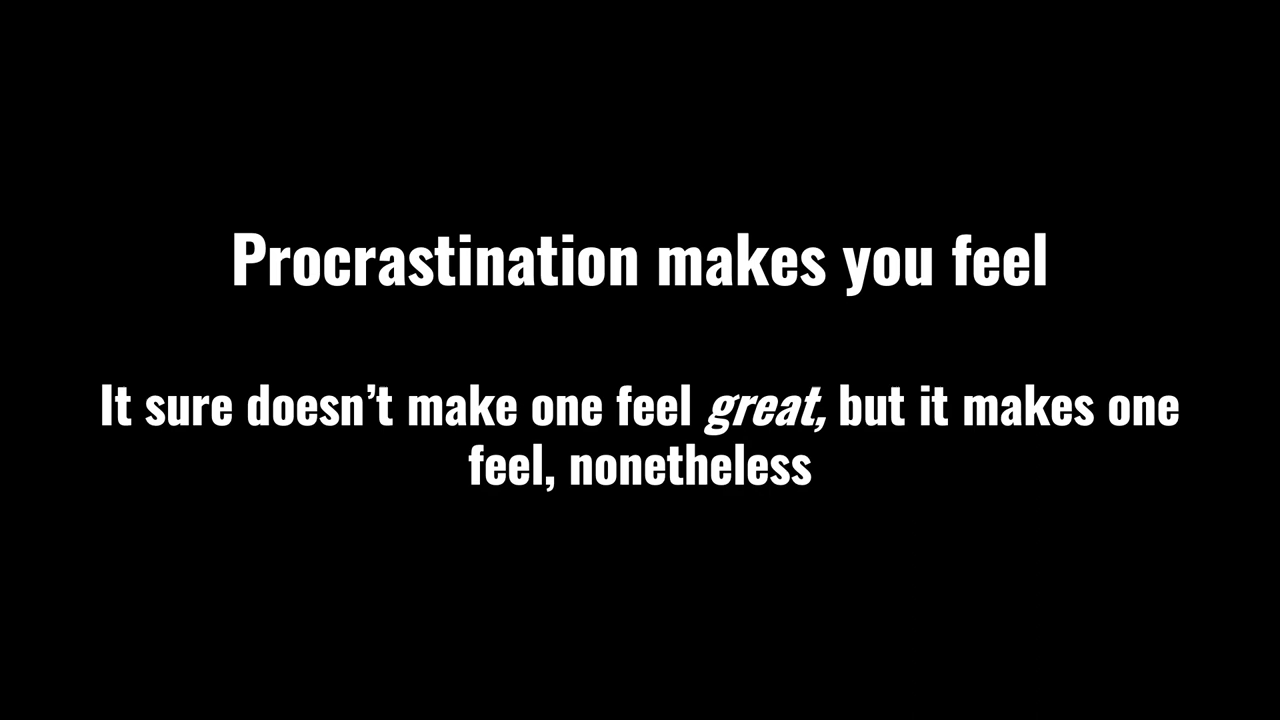 Procrastination makes you feel
It sure doesn’t make one feel great, but it makes one
feel, nonetheless